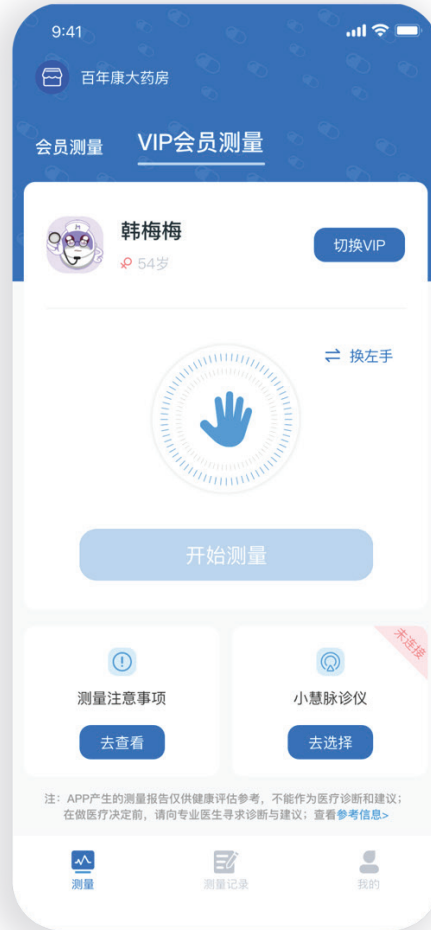 9:41
百年康大药房
会员测量 VIP会员测量
韩梅梅
54岁
切换VIP
换左手
开始测量
未连接
测量注意事项
去查看
小慧脉诊仪
去选择
注：APP产生的测量报告仅供健康评估参考，不能作为医疗诊断和建议；
在做医疗决定前，请向专业医生寻求诊断与建议；查看参考信息>
测量
测量记录
我的